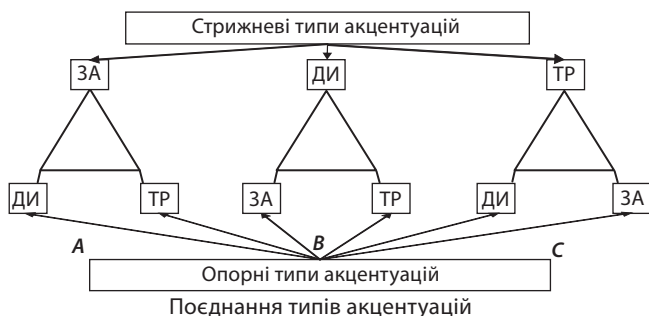 Стрижневі типи акцентуацій
ЗА ДИ ТР
ДИ ТР ЗА ТР ДИ ЗА
A B C
Опорні типи акцентуацій
Поєднання типів акцентуацій